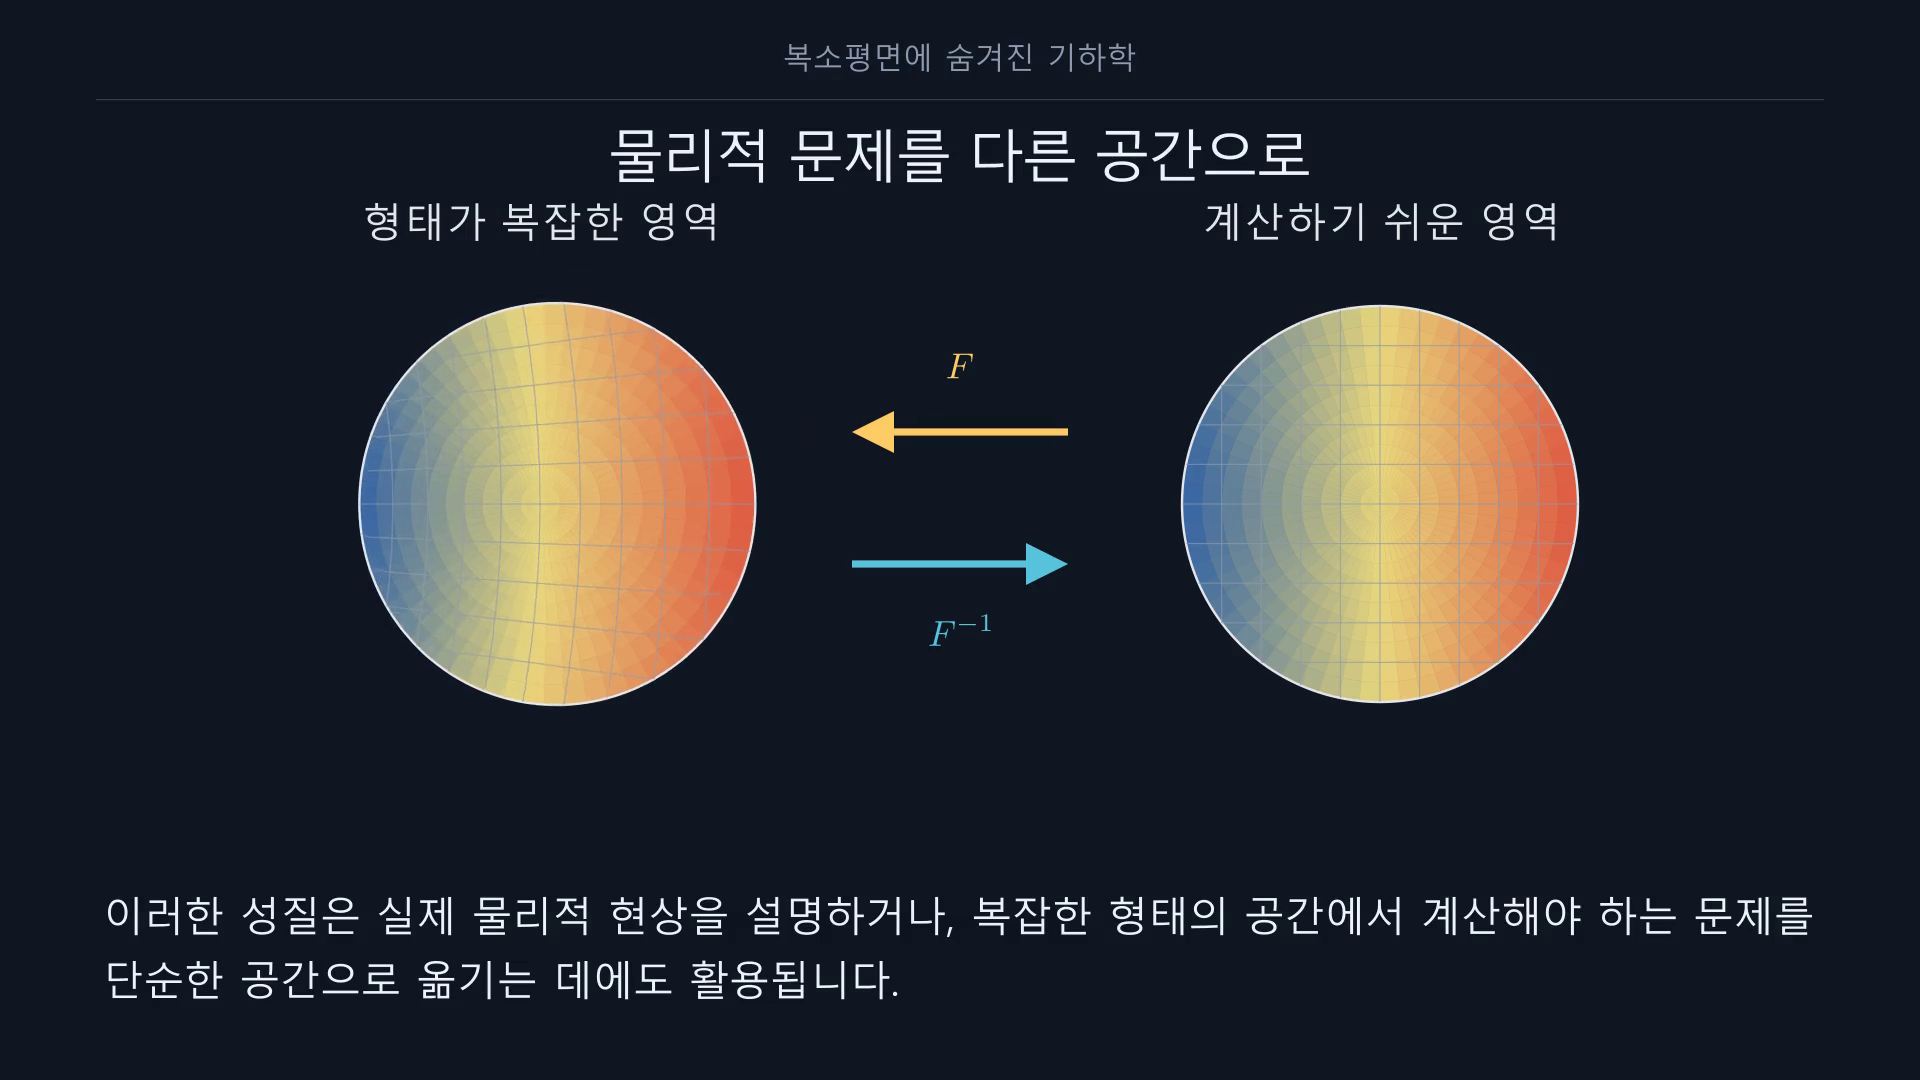 복소평면에 숨겨진 기하학
물리적 문제를 다른 공간으로
형태가 복잡한 영역
계산하기 쉬운 영역
F
F⁻¹
이러한 성질은 실제 물리적 현상을 설명하거나, 복잡한 형태의 공간에서 계산해야 하는 문제를
단순한 공간으로 옮기는 데에도 활용됩니다.